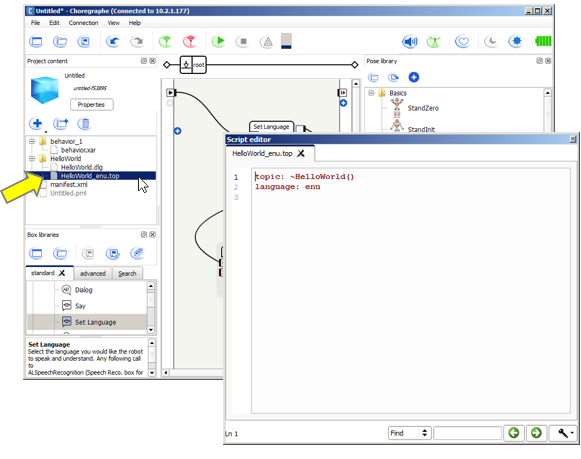 Untitled* - Choregraphe (Connected to 10.2.1.177)
File Edit Connection View Help
Project content
Untitled
untitled-f53895
Properties
behavior_1
behavior.xar
HelloWorld
HelloWorld.dlg
HelloWorld_enu.top
manifest.xml
Untitled.pml
Box libraries
standard X advanced Search
Dialog
Say
Set Language
Set Language
Select the language you would like the robot
to speak and understand. Any following call
to
ALSpeechRecognition (Speech Reco. box for
root
Set Language
Pose library
Basics
StandZero
StandInit
Script editor
HelloWorld_enu.top X
1 topic: ~HelloWorld()
2 language: enu
3
Ln 1
Find